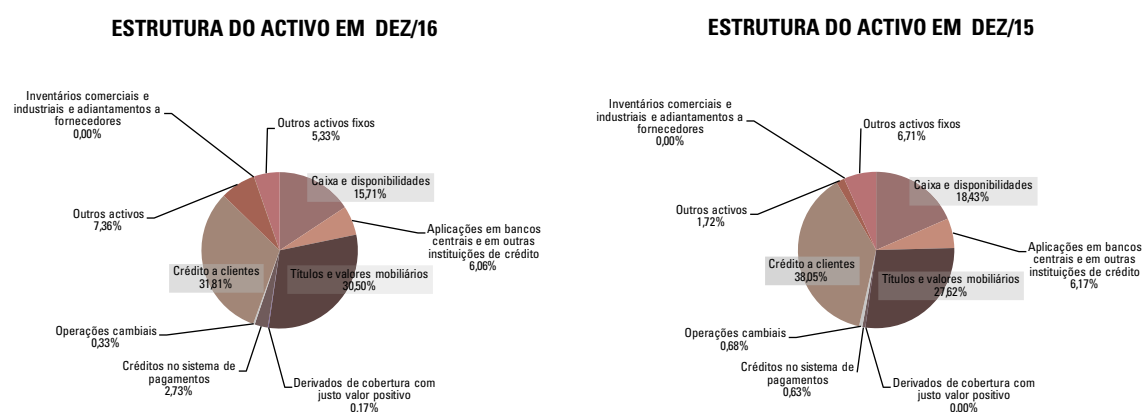 ESTRUTURA DO ACTIVO EM DEZ/16
Inventários comerciais e
industriais e adiantamentos a
fornecedores
0,00%
Outros activos fixos
5,33%
Caixa e disponibilidades
15,71%
Outros activos
7,36%
Aplicações em bancos
centrais e em outras
instituições de crédito
6,06%
Crédito a clientes
31,81%
Títulos e valores mobiliários
30,50%
Operações cambiais
0,33%
Créditos no sistema de
pagamentos
2,73%
Derivados de cobertura com
justo valor positivo
0,17%
ESTRUTURA DO ACTIVO EM DEZ/15
Inventários comerciais e
industriais e adiantamentos a
fornecedores
0,00%
Outros activos fixos
6,71%
Caixa e disponibilidades
18,43%
Outros activos
1,72%
Aplicações em bancos
centrais e em outras
instituições de crédito
6,17%
Crédito a clientes
38,05%
Títulos e valores mobiliários
27,62%
Operações cambiais
0,68%
Créditos no sistema de
pagamentos
0,63%
Derivados de cobertura com
justo valor positivo
0,00%